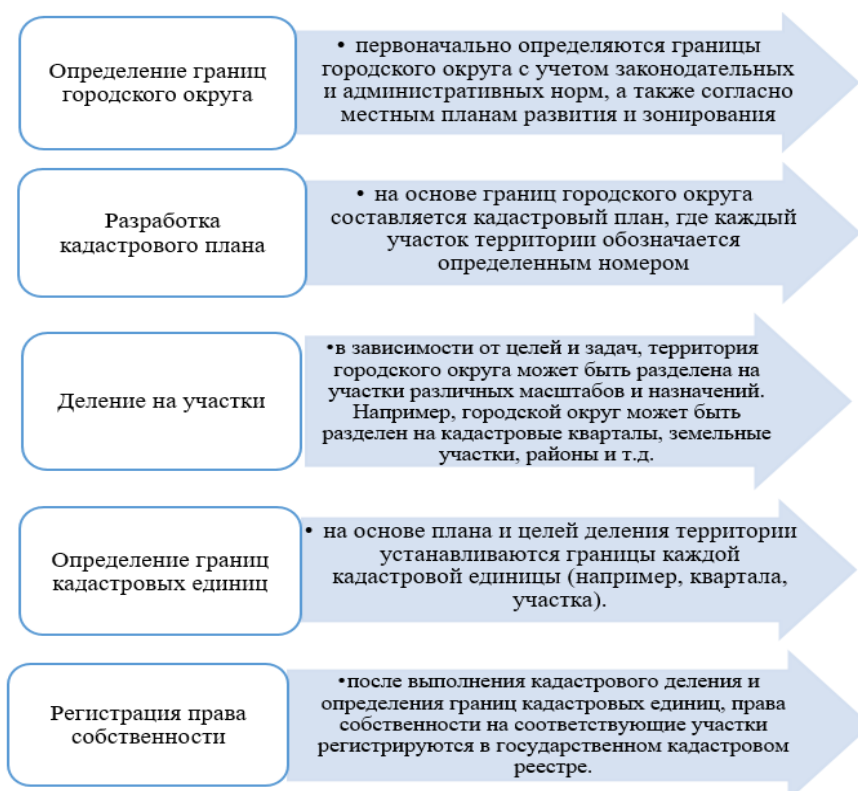 Определение границ
городского округа
• первоначально определяются границы
городского округа с учетом законодательных
и административных норм, а также согласно
местным планам развития и зонирования
Разработка
кадастрового плана
• на основе границ городского округа
составляется кадастровый план, где каждый
участок территории обозначается
определенным номером
Деление на участки
•в зависимости от целей и задач, территория
городского округа может быть разделена на
участки различных масштабов и назначений.
Например, городской округ может быть
разделен на кадастровые кварталы, земельные
участки, районы и т.д.
Определение границ
кадастровых единиц
• на основе плана и целей деления территории
устанавливаются границы каждой
кадастровой единицы (например, квартала,
участка).
Регистрация права
собственности
•после выполнения кадастрового деления и
определения границ кадастровых единиц, права
собственности на соответствующие участки
регистрируются в государственном кадастровом
реестре.